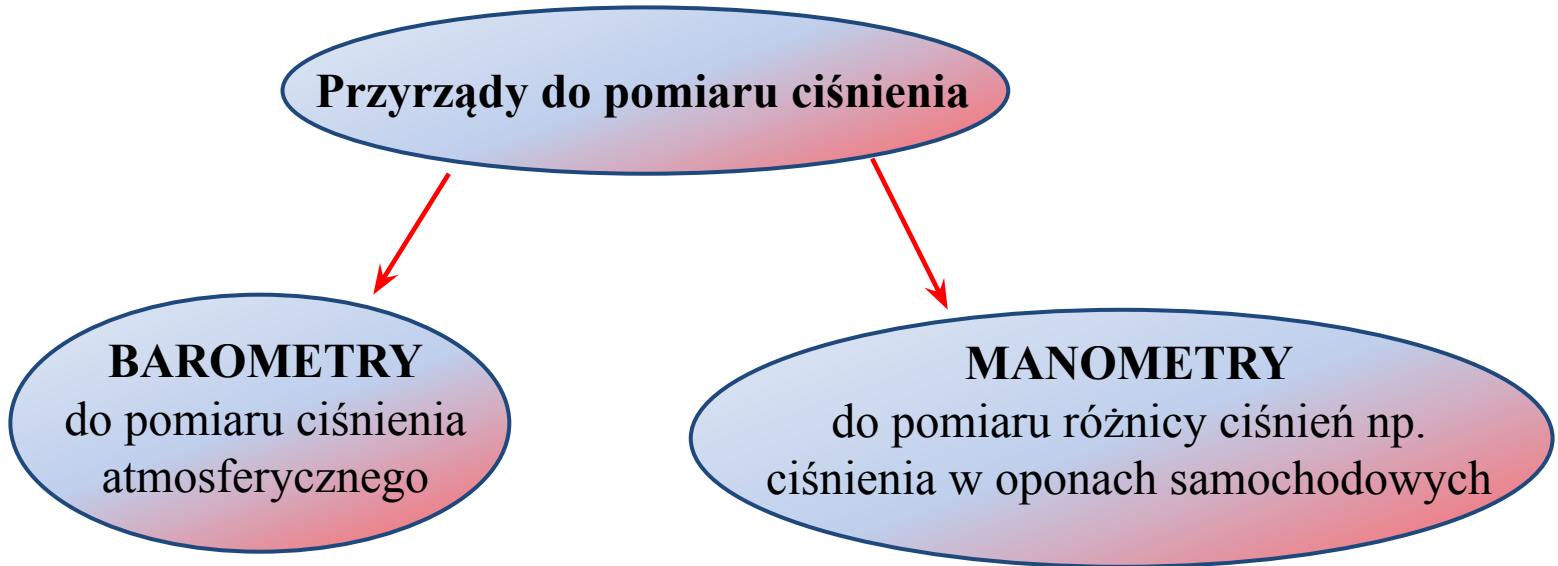 Przyrządy do pomiaru ciśnienia
BAROMETRY
do pomiaru ciśnienia
atmosferycznego
MANOMETRY
do pomiaru różnicy ciśnień np.
ciśnienia w oponach samochodowych